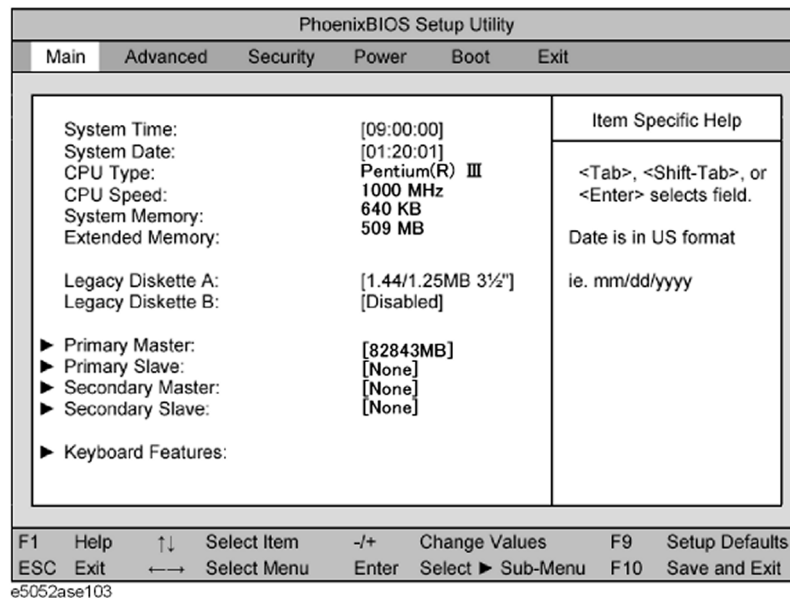 PhoenixBIOS Setup Utility
Main Advanced Security Power Boot Exit
System Time: [09:00:00]
System Date: [01:20:01]
CPU Type: Pentium(R) Ⅲ
CPU Speed: 1000 MHz
System Memory: 640 KB
Extended Memory: 509 MB
Legacy Diskette A: [1.44/1.25MB 3½"]
Legacy Diskette B: [Disabled]
► Primary Master: [82843MB]
► Primary Slave: [None]
► Secondary Master: [None]
► Secondary Slave: [None]
► Keyboard Features:
Item Specific Help
<Tab>, <Shift-Tab>, or
<Enter> selects field.
Date is in US format
ie. mm/dd/yyyy
F1 Help ↑↓ Select Item -/+ Change Values F9 Setup Defaults
ESC Exit ←→ Select Menu Enter Select ► Sub-Menu F10 Save and Exit
e5052ase103